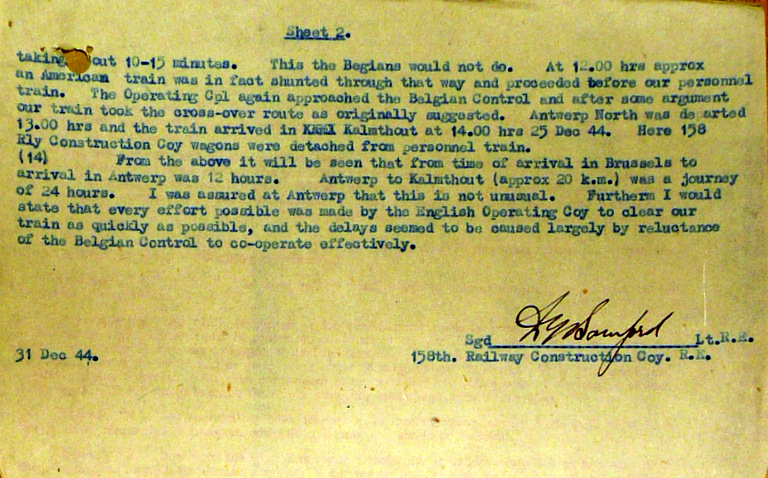 Sheet 2.
taking out 10-15 minutes. This the Begians would not do. At 12.00 hrs approx
an American train was in fact shunted through that way and proceeded before our personnel
train. The Operating Cpl again approached the Belgian Control and after some argument
our train took the cross-over route as originally suggested. Antwerp North was de arted
13.00 hrs and the train arrived in Kalmthout at 14.00 hrs 25 Dec 44. Here 158
Rly Construction Coy wagons were detached from personnel train.
(14) From the above it will be seen that from time of arrival in Brussels to
arrival in Antwerp was 12 hours. Antwerp to Kalmthout (approx 20 k.m.) was a journey
of 24 hours. I was assured at Antwerp that this is not unusual. Furtherm I would
state that every effort possible was made by the English Operating Coy to clear our
train as quickly as possible, and the delays seemed to be caused largely by reluctance
of the Belgian Control to co-operate effectively.
Sgd Bamford Lt.R.E.
31 Dec 44. 158th. Railway Construction Coy. R.E.